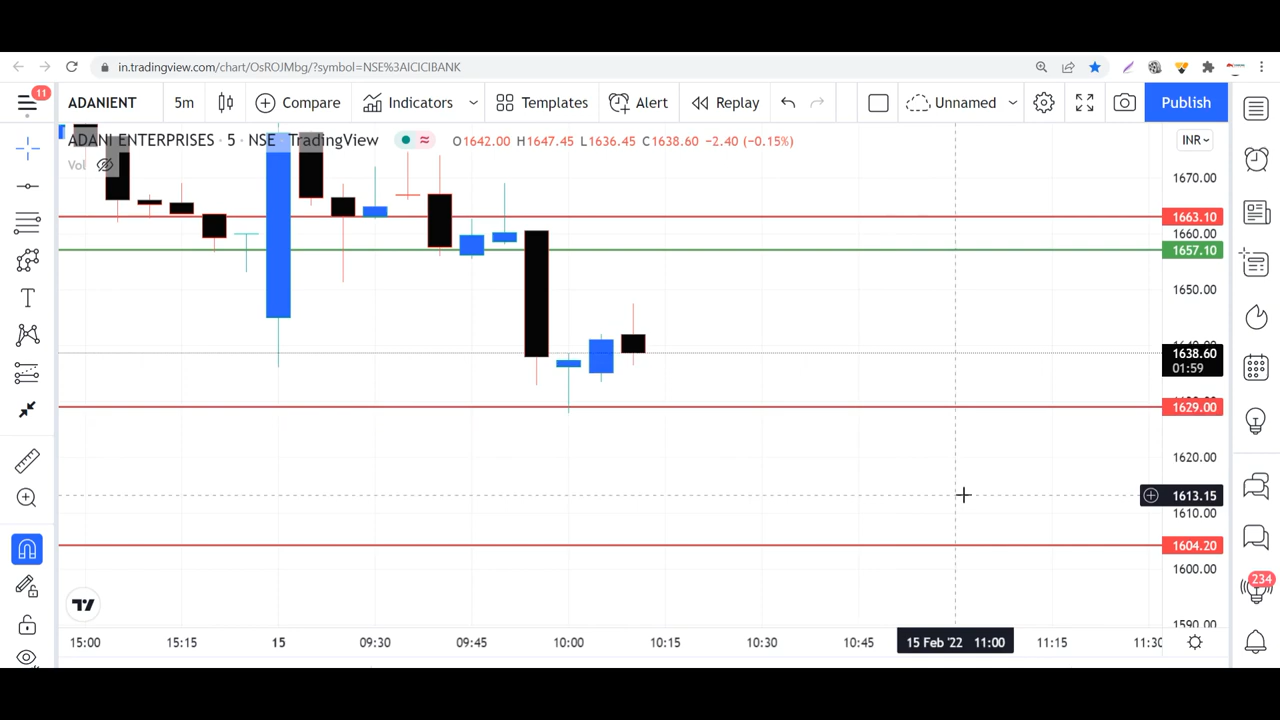 in.tradingview.com/chart/OsROJMbg/?symbol=NSE%3AICICIBANK
11
ADANIENT
5m
Compare
Indicators
Templates
Alert
Replay
Unnamed
Publish
ADANI ENTERPRISES · 5 · NSE · TradingView
O1642.00 H1647.45 L1636.45 C1638.60 −2.40 (−0.15%)
INR
Vol
1670.00
1663.10
1660.00
1657.10
1650.00
1638.60
01:59
1629.00
1620.00
1613.15
1610.00
1604.20
1600.00
1590.00
234
15:00 15:15 15 09:30 09:45 10:00 10:15 10:30 10:45 15 Feb '22 11:00 11:15 11:30